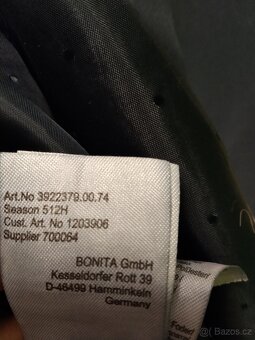 Art.No 3922379.00.74
Season 512H
Cust. Art. No 1203906
Supplier 700064
BONITA GmbH
Kesseldorfer Rott 39
D-46499 Hamminkeln
Germany
Bazos.cz